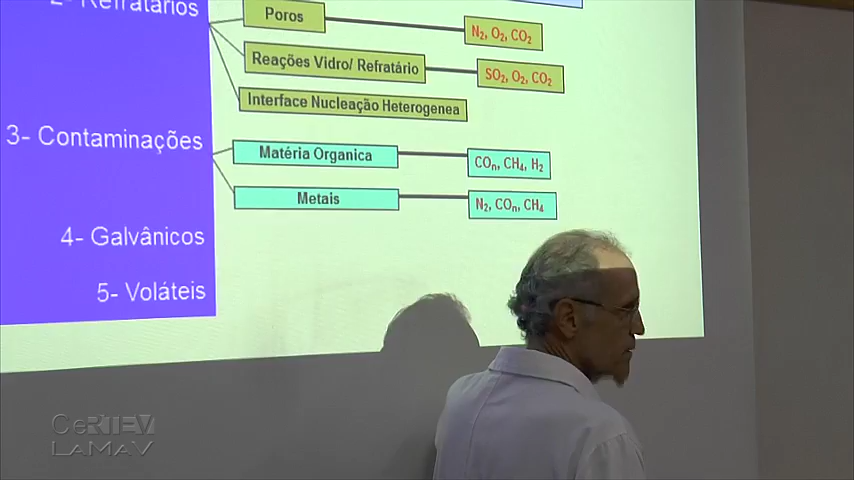 2- Refratários
Poros
N₂, O₂, CO₂
Reações Vidro/ Refratário
SO₂, O₂, CO₂
Interface Nucleação Heterogenea
3- Contaminações
Matéria Organica
COₙ, CH₄, H₂
Metais
N₂, COₙ, CH₄
4- Galvânicos
5- Voláteis
CeRTEV
LAMAV